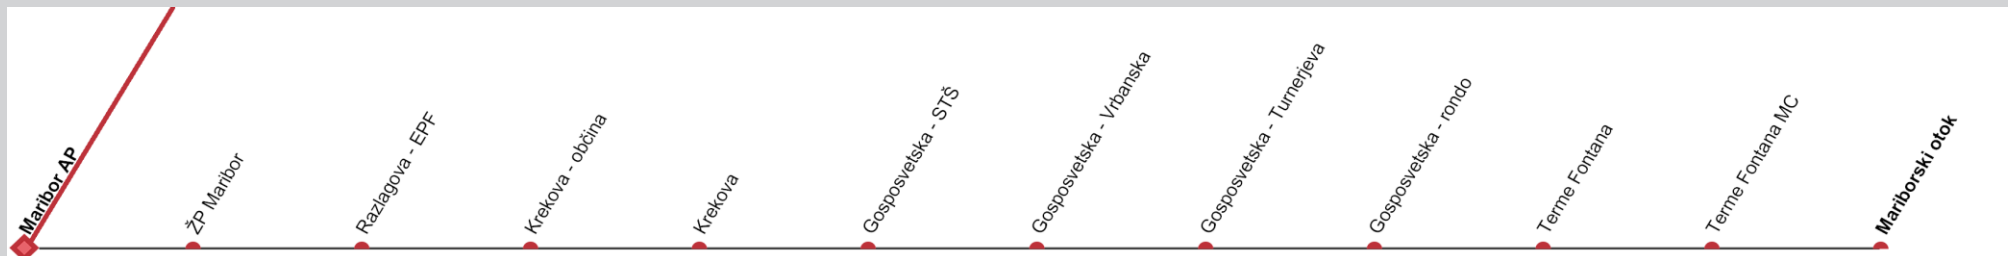 Maribor AP
ŽP Maribor
Razlagova - EPF
Krekova - občina
Krekova
Gosposvetska - STŠ
Gosposvetska - Vrbanska
Gosposvetska - Turnerjeva
Gosposvetska - rondo
Terme Fontana
Terme Fontana MC
Mariborski otok